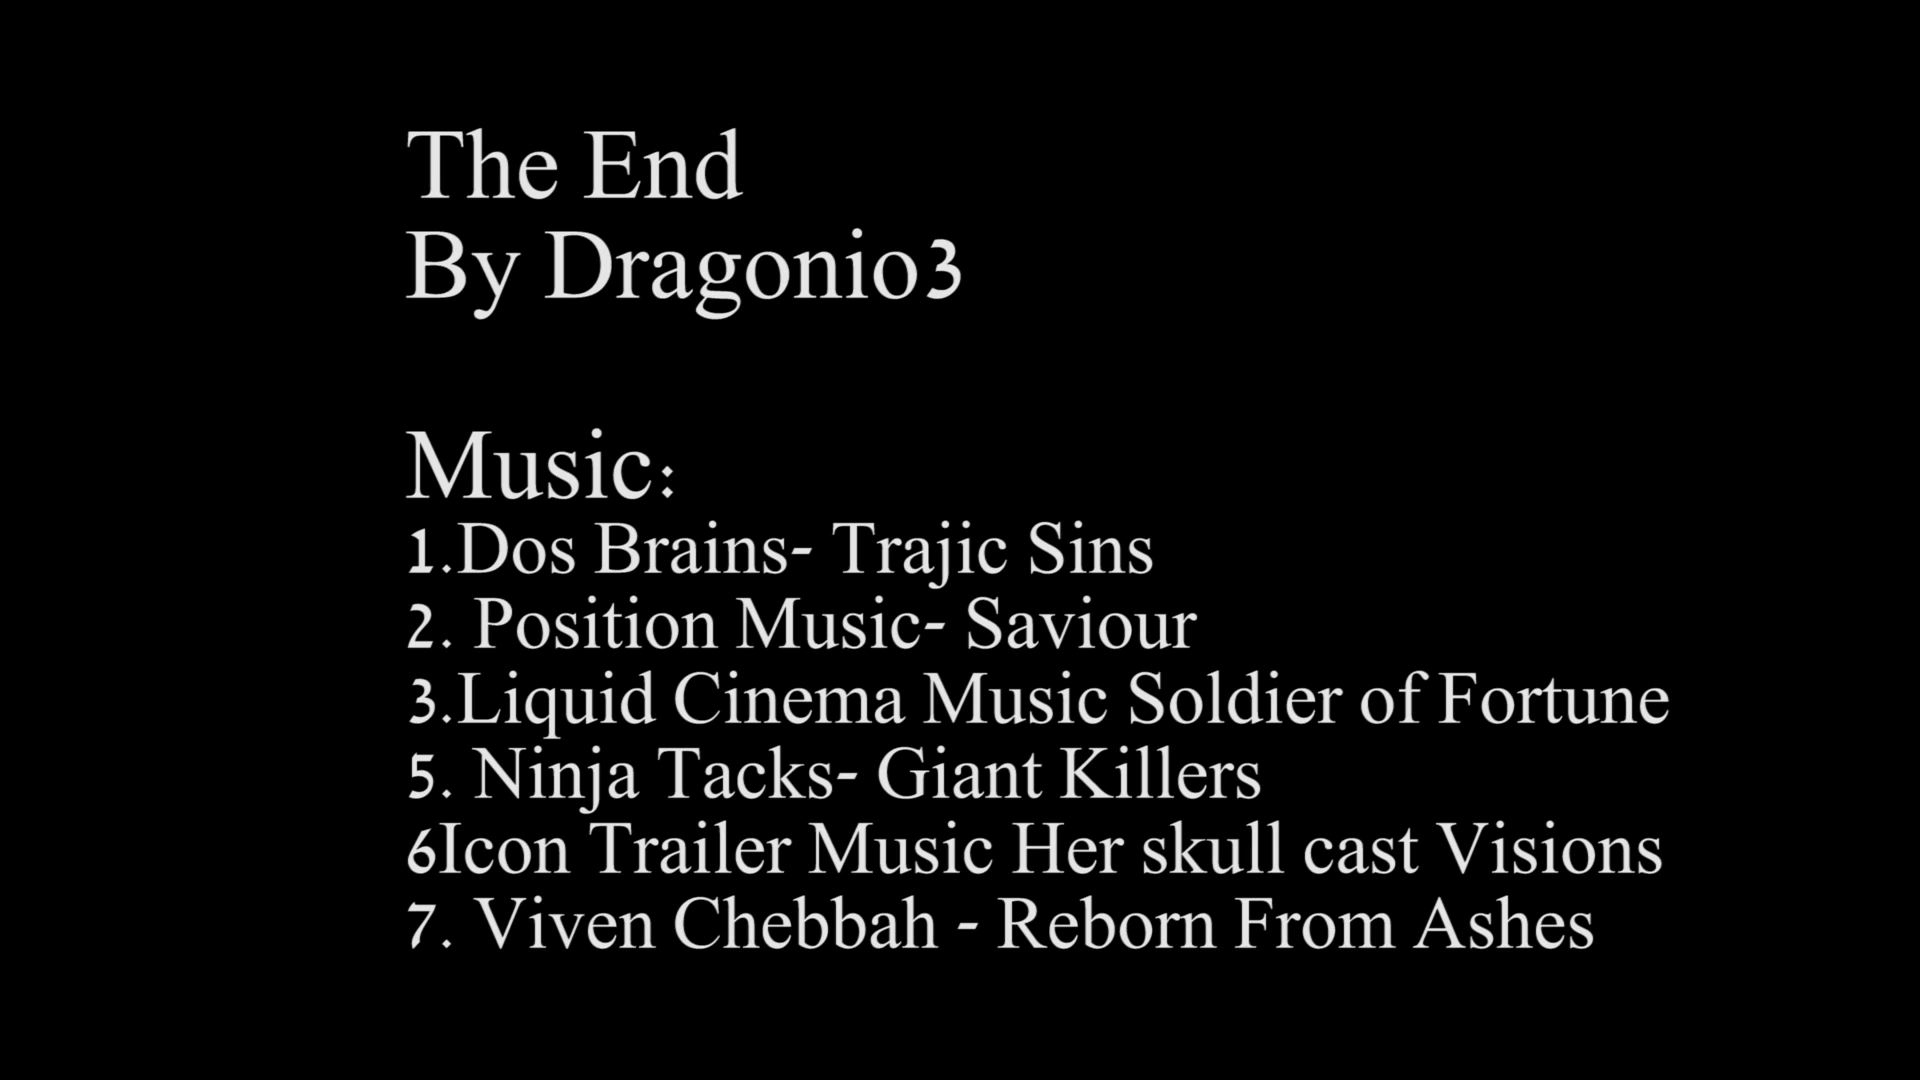 The End
By Dragonio3
Music:
1.Dos Brains- Trajic Sins
2. Position Music- Saviour
3.Liquid Cinema Music Soldier of Fortune
5. Ninja Tacks- Giant Killers
6Icon Trailer Music Her skull cast Visions
7. Viven Chebbah - Reborn From Ashes